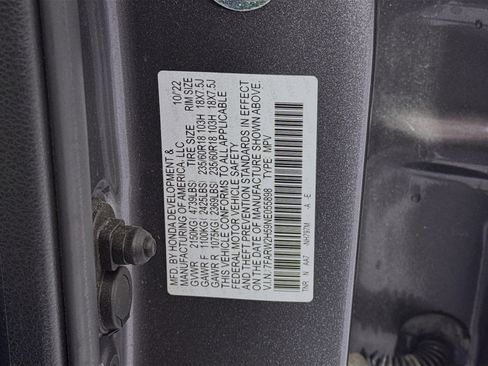 MFD. BY HONDA DEVELOPMENT & 10/22
MANUFACTURING OF AMERICA, LLC
GVWR 2150KG( 4739LBS) TIRE SIZE RIM SIZE
GAWR F 1100KG( 2425LBS) 235/60R18 103H 18X7.5J
GAWR R 1075KG( 2369LBS) 235/60R18 103H 18X7.5J
THIS VEHICLE CONFORMS TO ALL APPLICABLE
FEDERAL MOTOR VEHICLE SAFETY
AND THEFT PREVENTION STANDARDS IN EFFECT
ON THE DATE OF MANUFACTURE SHOWN ABOVE.
V.I.N.: TYPE MPV
TNR N AA7 -A -E